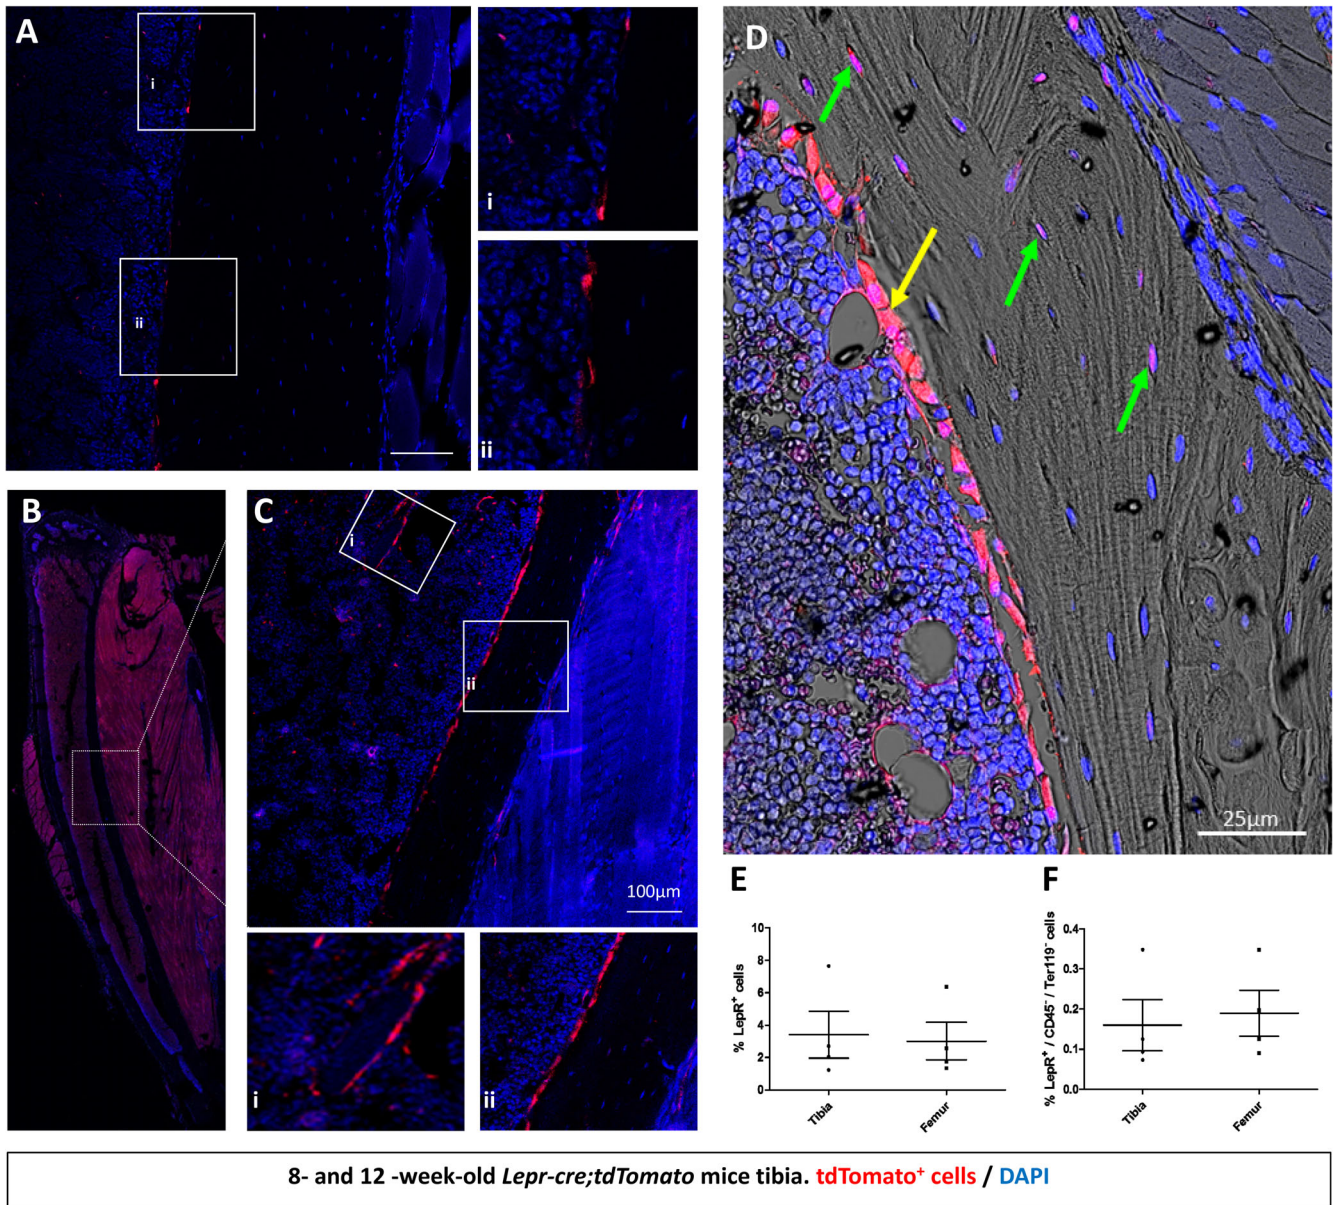 A
i
ii
i
ii
B
C
i
ii
100µm
i
ii
D
25µm
E
% LepR⁺ cells
10
8
6
4
2
0
Tibia
Femur
F
% LepR⁺ / CD45⁻ / Ter119⁻ cells
0.4
0.3
0.2
0.1
0.0
Tibia
Femur
8- and 12 -week-old Lepr-cre;tdTomato mice tibia. tdTomato⁺ cells / DAPI